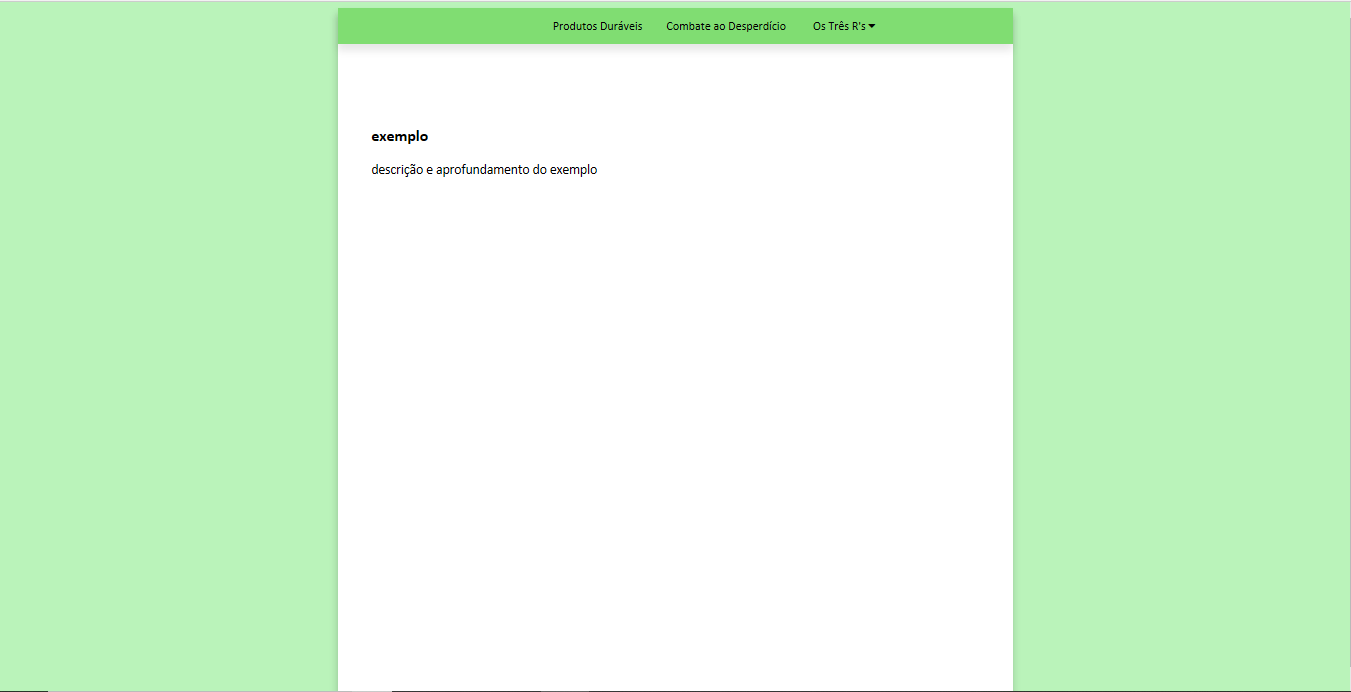 Produtos Duráveis Combate ao Desperdício Os Três R's
exemplo
descrição e aprofundamento do exemplo